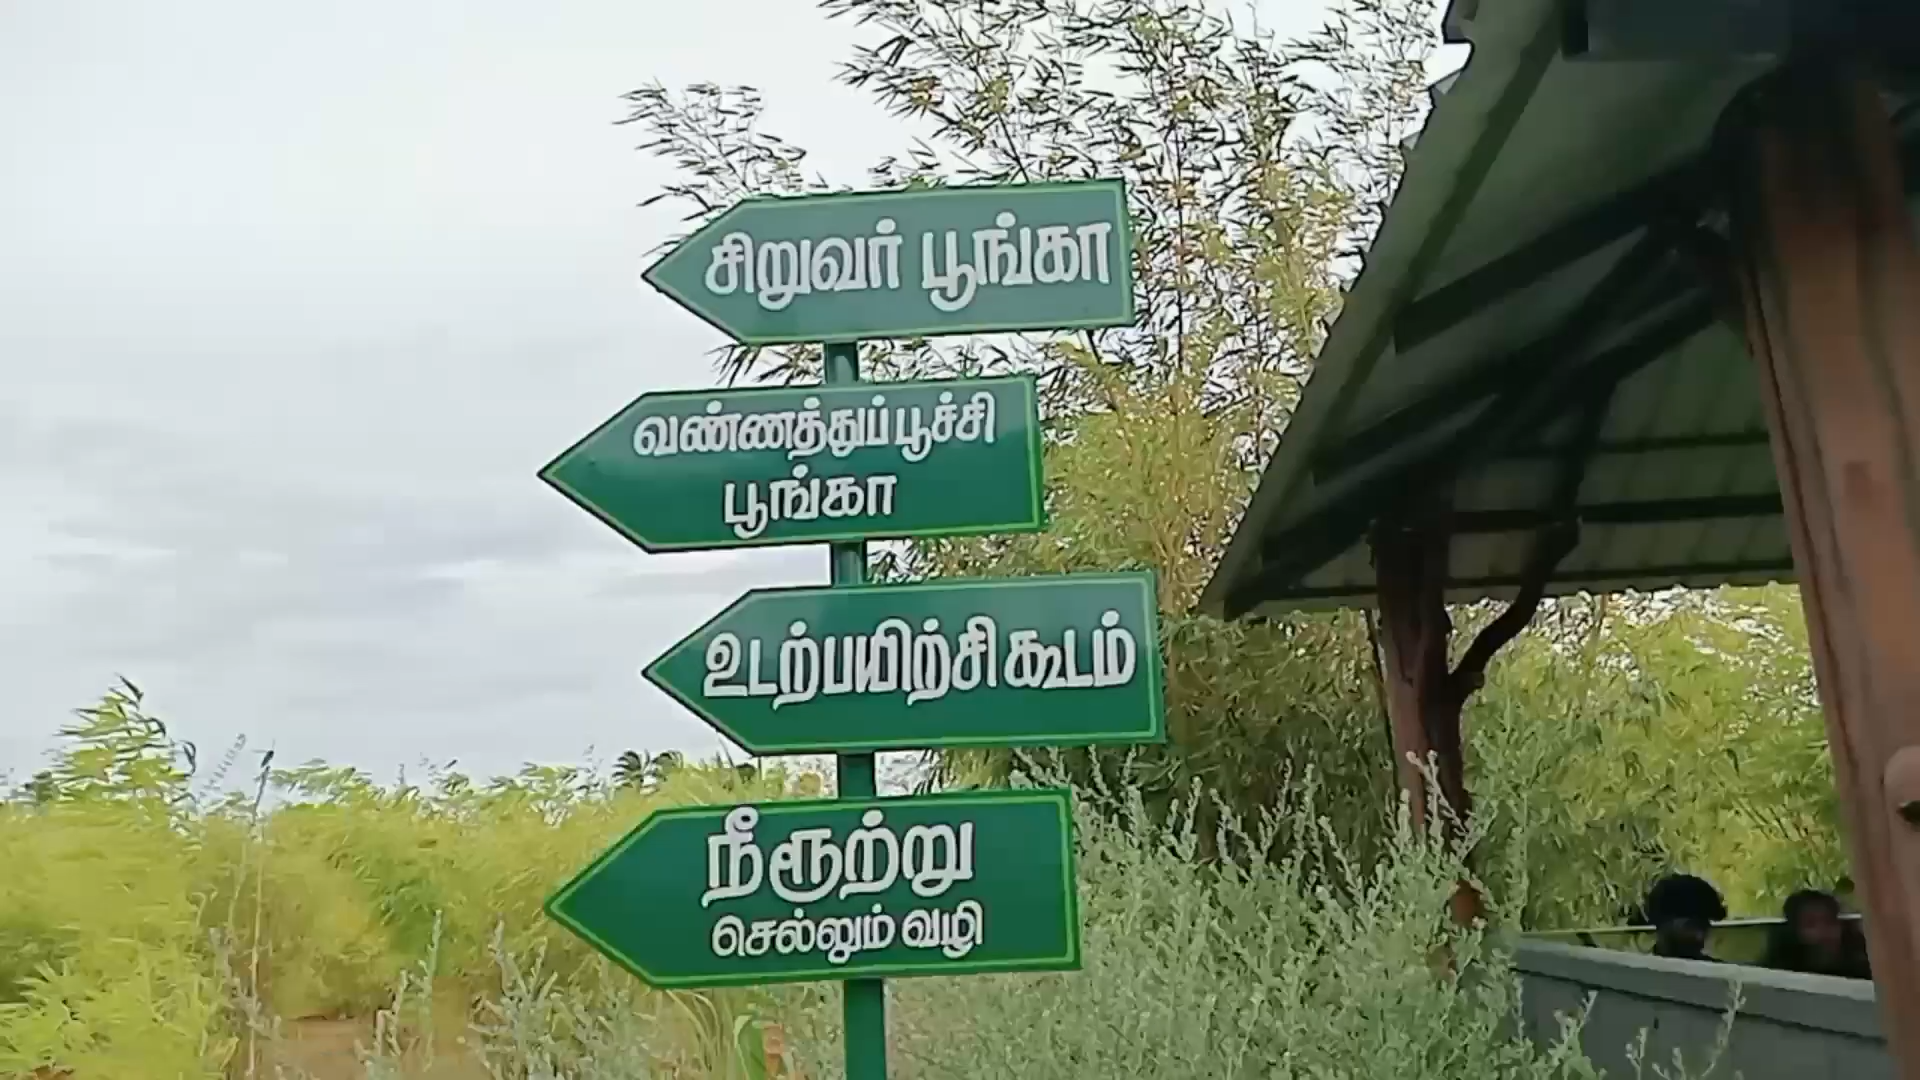 சிறுவர் பூங்கா
வண்ணத்துப்பூச்சி
பூங்கா
உடற்பயிற்சி கூடம்
நீரூற்று
செல்லும் வழி